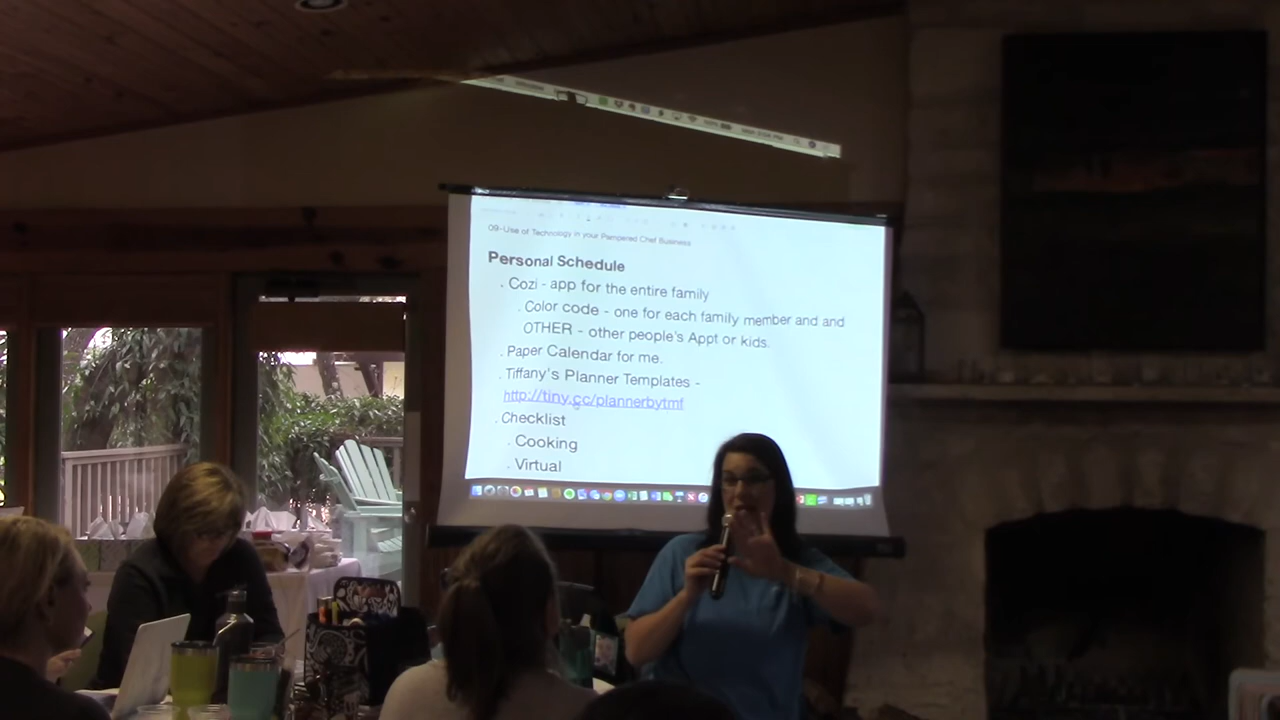 09-Use of Technology in your Pampered Chef Business
Personal Schedule
. Cozi - app for the entire family
. Color code - one for each family member and and
OTHER - other people's Appt or kids.
. Paper Calendar for me.
. Tiffany's Planner Templates -
http://tiny.cc/plannerbytmf
. Checklist
. Cooking
. Virtual